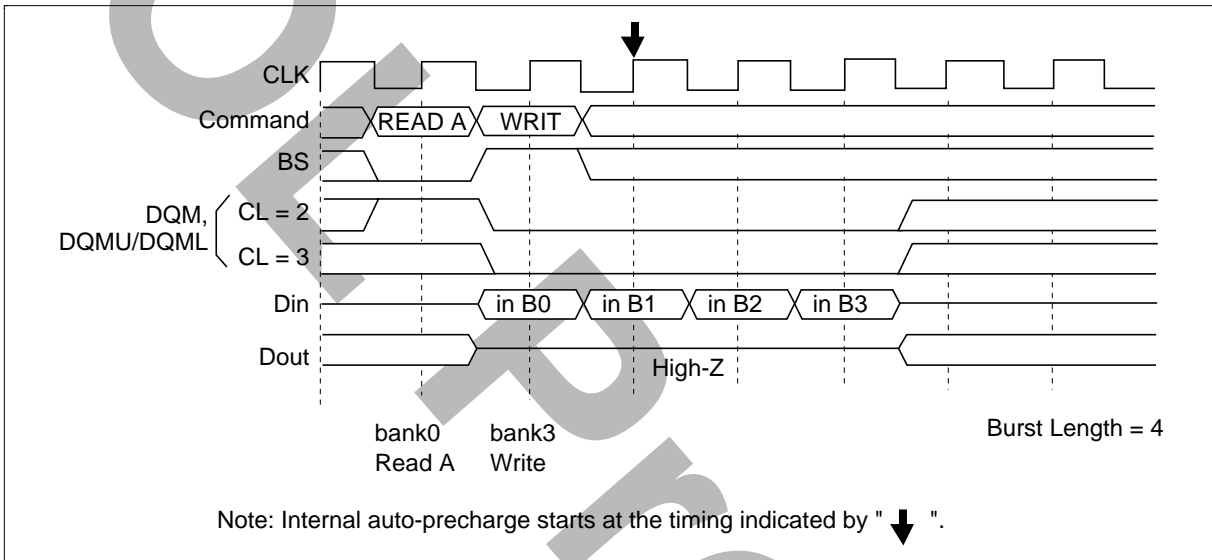 CLK
Command READ A WRIT
BS
DQM,
DQMU/DQML
CL = 2
CL = 3
Din in B0 in B1 in B2 in B3
Dout High-Z
bank0
Read A
bank3
Write
Burst Length = 4
Note: Internal auto-precharge starts at the timing indicated by " ".